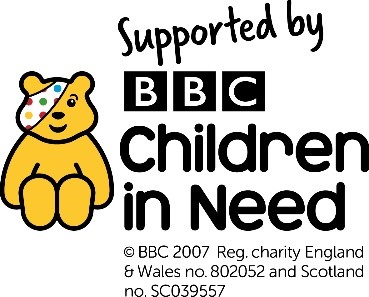 Supported by
BBC
Children
in Need
© BBC 2007 Reg. charity England
& Wales no. 802052 and Scotland
no. SC039557